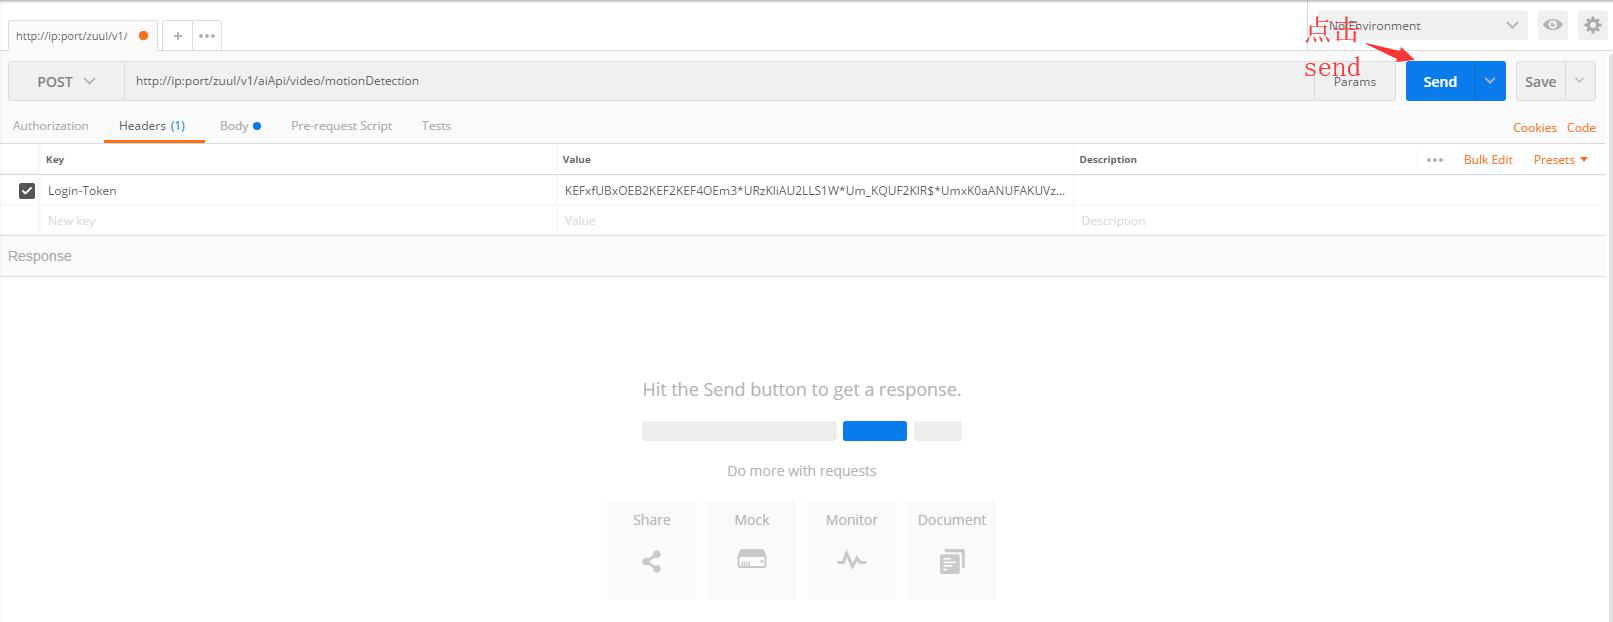 http://ip:port/zuul/v1/
+
No Environment
点击
send
POST
http://ip:port/zuul/v1/aiApi/video/motionDetection
Params
Send
Save
Authorization
Headers (1)
Body
Pre-request Script
Tests
Cookies
Code
Key
Value
Description
Bulk Edit
Presets
Login-Token
KEFxfUBxOEB2KEF2KEF4OEm3*URzKliAU2LLS1W*Um_KQUF2KlR$*UmxK0aANUFAKUVz...
New key
Value
Description
Response
Hit the Send button to get a response.
Do more with requests
Share
Mock
Monitor
Document